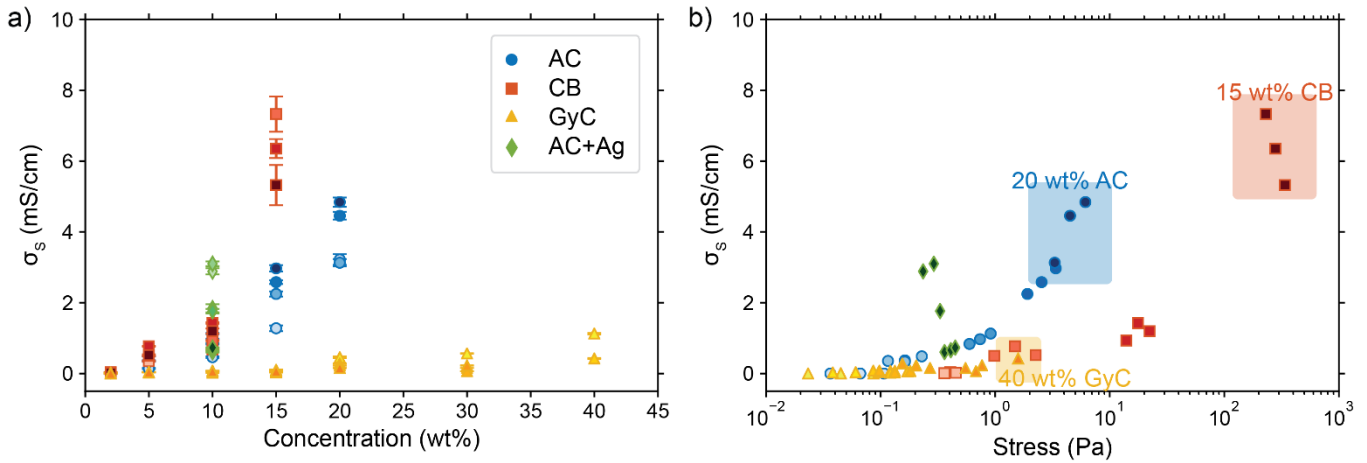 a)
10
8
6
4
2
0
σs (mS/cm)
0 5 10 15 20 25 30 35 40 45
Concentration (wt%)
AC
CB
GyC
AC+Ag
b)
10
8
6
4
2
0
σs (mS/cm)
10⁻² 10⁻¹ 10⁰ 10¹ 10² 10³
Stress (Pa)
15 wt% CB
20 wt% AC
40 wt% GyC